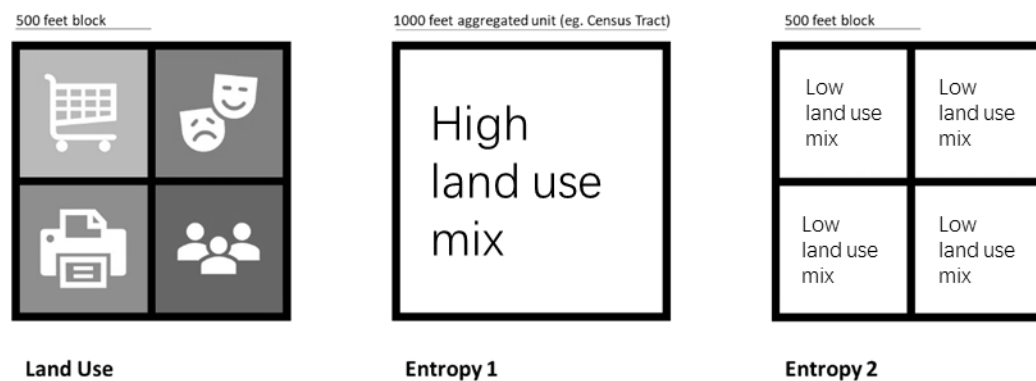 500 feet block
1000 feet aggregated unit (eg. Census Tract)
500 feet block
High
land use
mix
Low
land use
mix
Low
land use
mix
Low
land use
mix
Low
land use
mix
Land Use
Entropy 1
Entropy 2